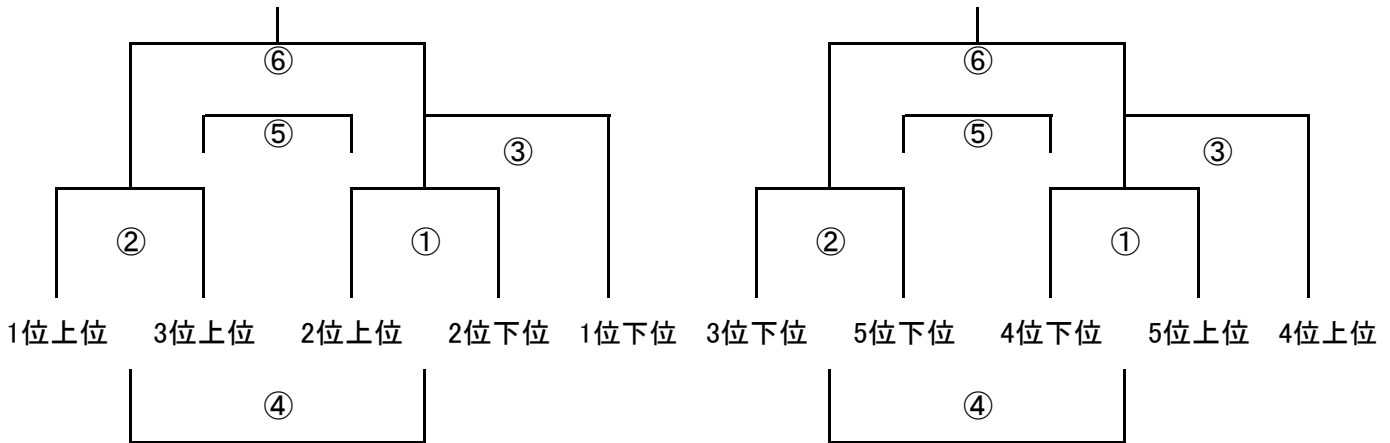 ⑥ ⑥
⑤ ③ ⑤ ③
② ① ② ①
1位上位 3位上位 2位上位 2位下位 1位下位 3位下位 5位下位 4位下位 5位上位 4位上位
④ ④